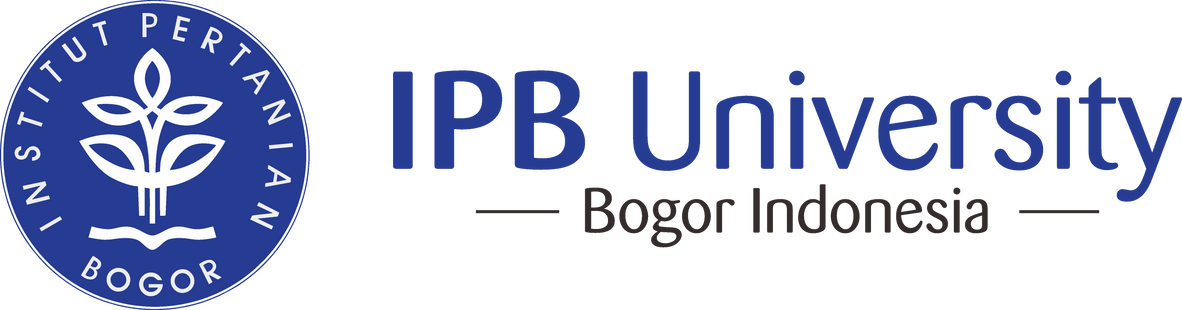 INSTITUT PERTANIAN
BOGOR
IPB University
Bogor Indonesia